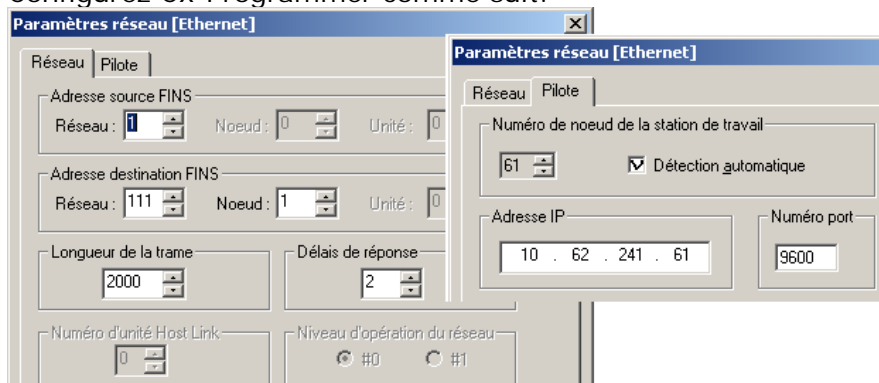 Configurez Cx-Programmer comme suit:
Paramètres réseau [Ethernet]
Réseau Pilote
Adresse source FINS
Réseau : 1 Noeud : 0 Unité : 0
Adresse destination FINS
Réseau : 111 Noeud : 1 Unité : 0
Longueur de la trame
2000
Délais de réponse
2
Numéro d'unité Host Link
0
Niveau d'opération du réseau
#0 #1
Paramètres réseau [Ethernet]
Réseau Pilote
Numéro de noeud de la station de travail
61 Détection automatique
Adresse IP
10 . 62 . 241 . 61
Numéro port
9600